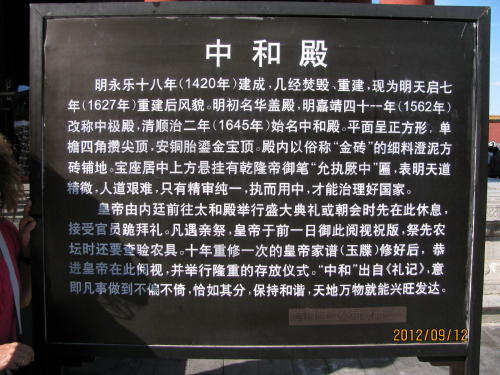 中和殿
明永乐十八年(1420年)建成，几经焚毁、重建，现为明天启七
年(1627年)重建后风貌。明初名华盖殿，明嘉靖四十一年(1562年)
改称中极殿，清顺治二年(1645年)始名中和殿。平面呈正方形，单
檐四角攒尖顶，安铜胎鎏金宝顶。殿内以俗称“金砖”的细料澄泥方
砖铺地。宝座居中上方悬挂有乾隆帝御笔“允执厥中”匾，表明天道
精微，人道艰难，只有精审纯一，执而用中，才能治理好国家。
皇帝由内廷前往太和殿举行盛大典礼或朝会时先在此休息，
接受官员跪拜礼。凡遇亲祭，皇帝于前一日御此阅视祝版，祭先农
坛时还要查验农具。十年重修一次的皇帝家谱(玉牒)修好后，恭
进皇帝在此阅视，并举行隆重的存放仪式。“中和”出自《礼记》，意
即凡事做到不偏不倚，恰如其分，保持和谐，天地万物就能兴旺发达。
2012/09/12